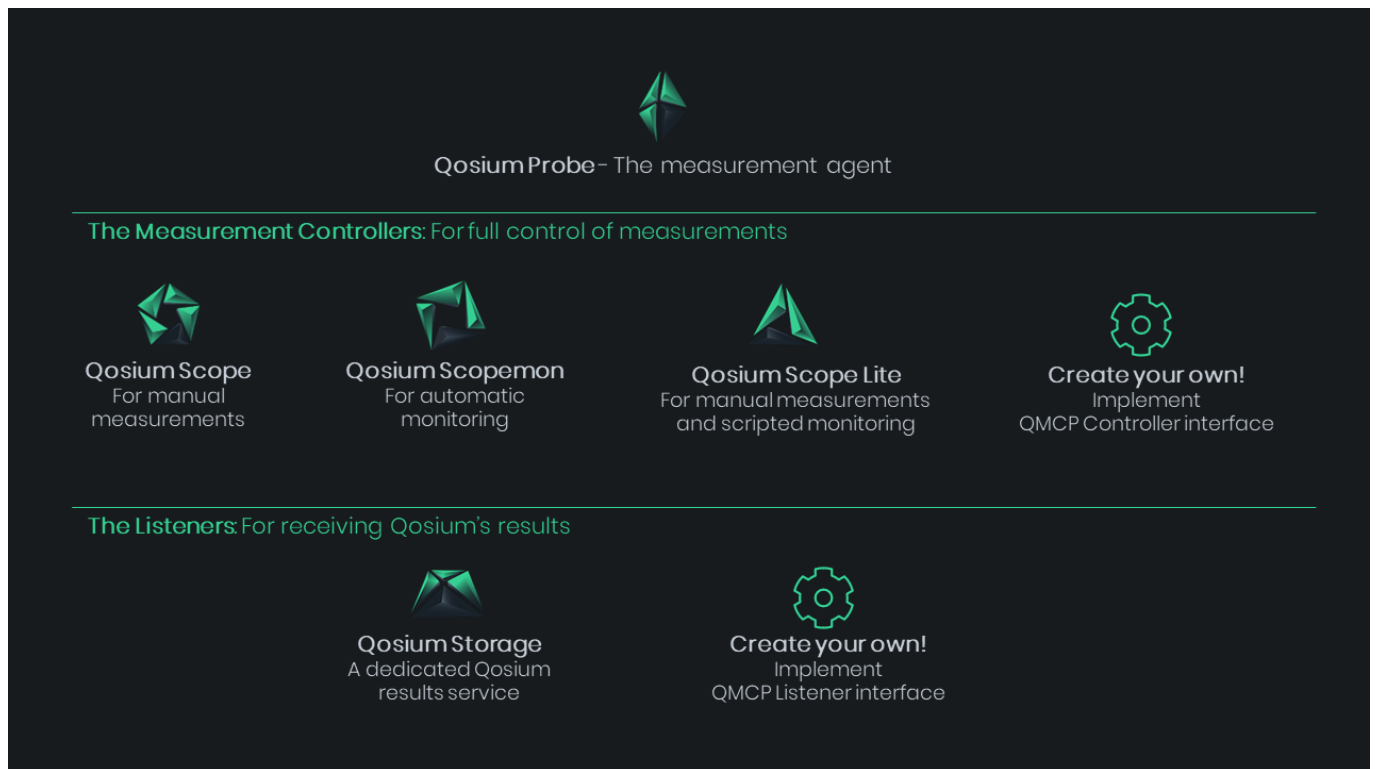 Qosium Probe - The measurement agent
The Measurement Controllers: For full control of measurements
Qosium Scope
For manual
measurements
Qosium Scopemon
For automatic
monitoring
Qosium Scope Lite
For manual measurements
and scripted monitoring
Create your own!
Implement
QMCP Controller interface
The Listeners: For receiving Qosium's results
Qosium Storage
A dedicated Qosium
results service
Create your own!
Implement
QMCP Listener interface